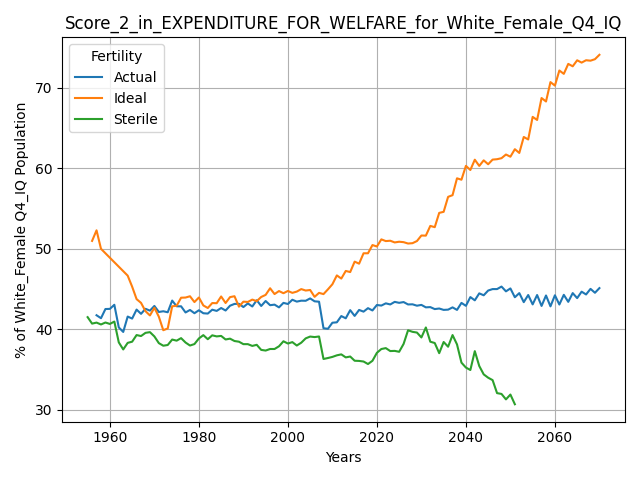 Score_2_in_EXPENDITURE_FOR_WELFARE_for_White_Female_Q4_IQ
Fertility
Actual
Ideal
Sterile
% of White_Female Q4_IQ Population
70
60
50
40
30
1960 1980 2000 2020 2040 2060
Years